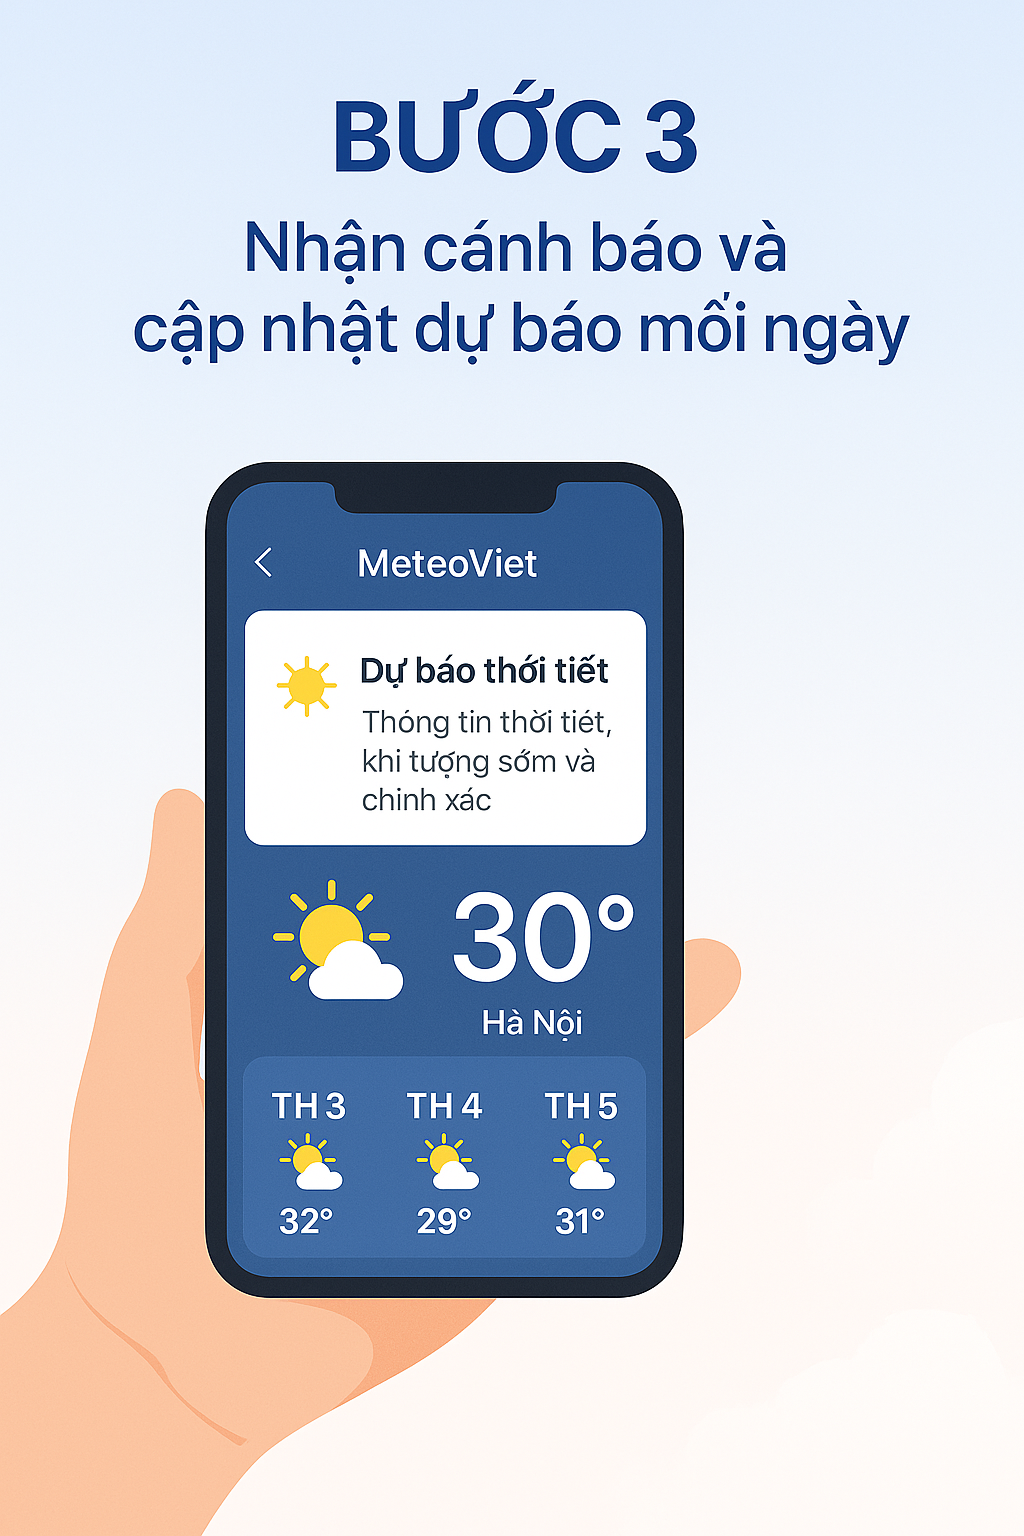 BƯỚC 3
Nhận cánh báo và
cập nhật dự báo mổi ngày
MeteoViet
Dự báo thới tiết
Thóng tin thời tiét,
khi tượng sớm và
chinh xác
30°
Hà Nội
TH 3 TH 4 TH 5
32° 29° 31°